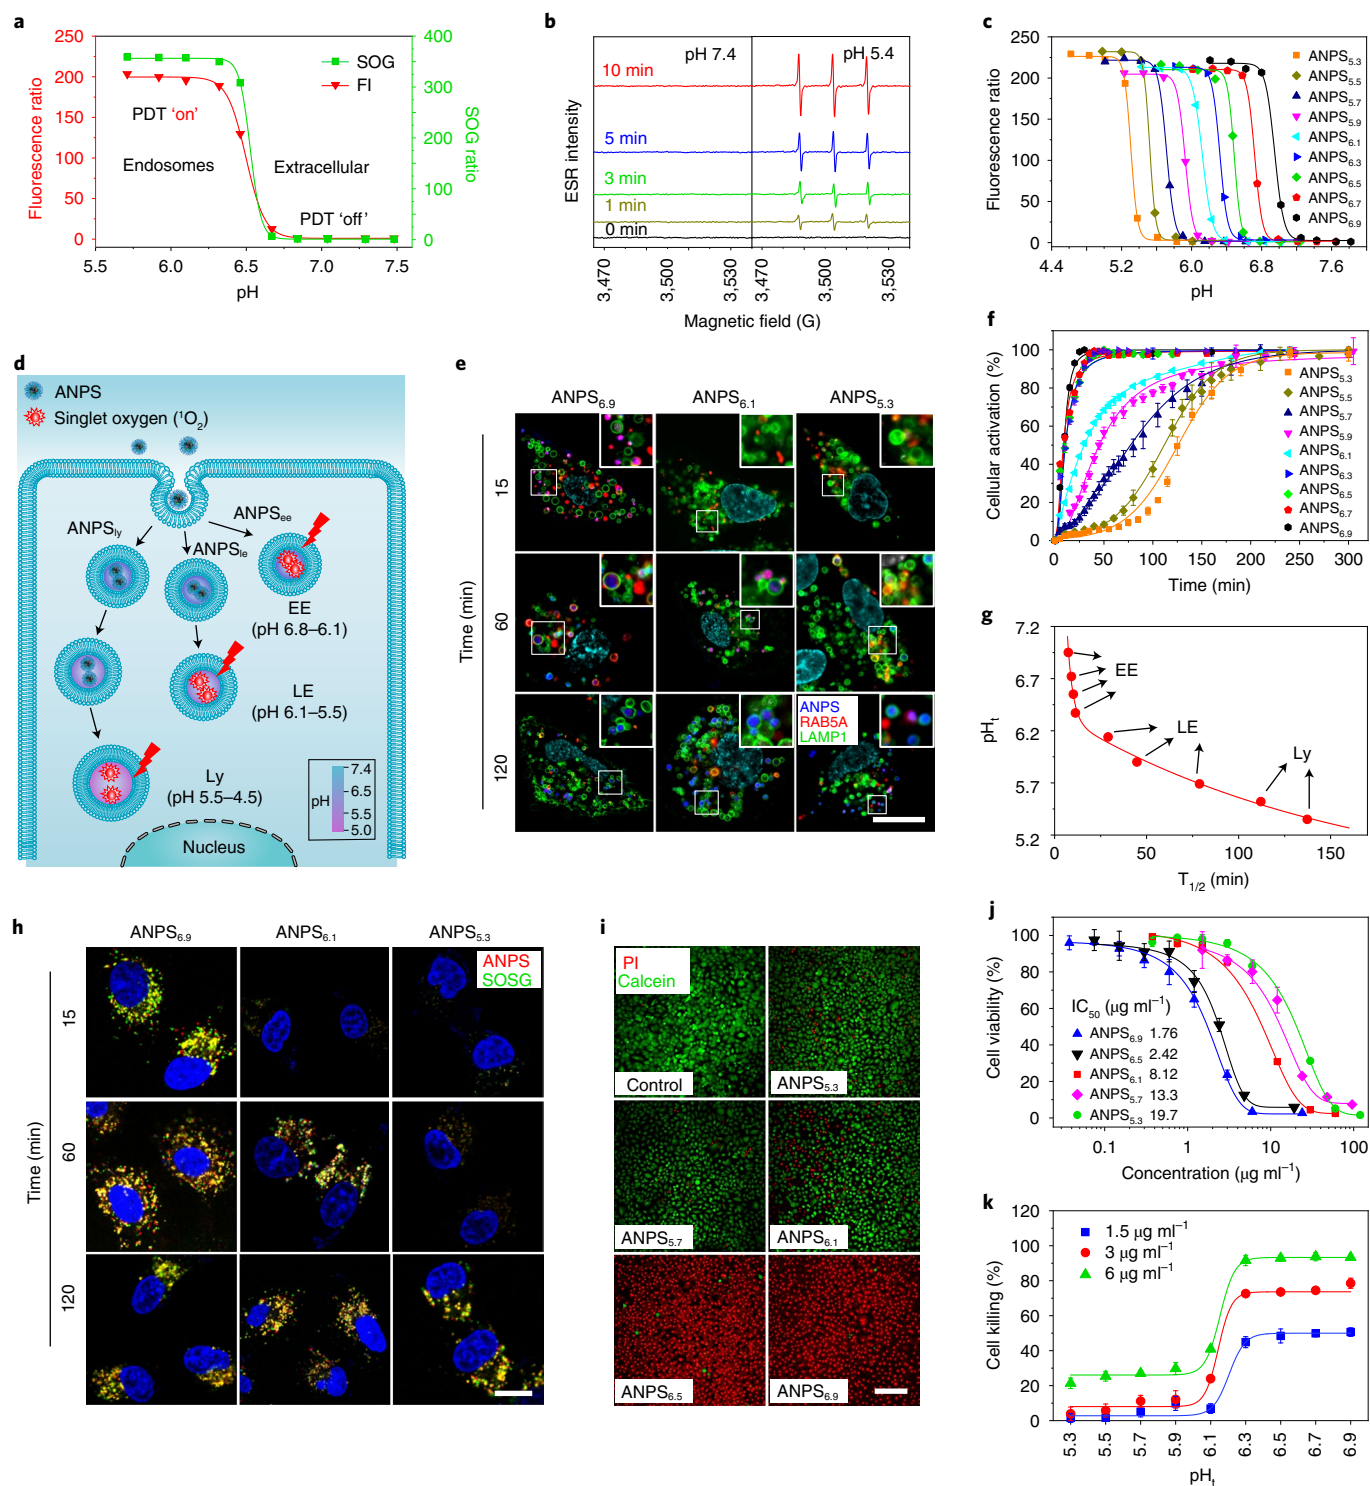 a
250
200
150
100
50
0
Fluorescence ratio
400
300
200
100
0
SOG ratio
SOG
FI
PDT 'on'
Endosomes
Extracellular
PDT 'off'
5.5 6.0 6.5 7.0 7.5
pH
b
pH 7.4 pH 5.4
10 min
5 min
3 min
1 min
0 min
ESR intensity
3,470 3,500 3,530 3,470 3,500 3,530
Magnetic field (G)
c
250
200
150
100
50
0
Fluorescence ratio
ANPS5.3
ANPS5.5
ANPS5.7
ANPS5.9
ANPS6.1
ANPS6.3
ANPS6.5
ANPS6.7
ANPS6.9
4.4 5.2 6.0 6.8 7.6
pH
d
ANPS
Singlet oxygen (¹O₂)
ANPSly
ANPSle
ANPSee
EE
(pH 6.8–6.1)
LE
(pH 6.1–5.5)
Ly
(pH 5.5–4.5)
pH
7.4
6.5
5.5
5.0
Nucleus
e
ANPS6.9 ANPS6.1 ANPS5.3
Time (min)
15
60
120
ANPS
RAB5A
LAMP1
f
100
80
60
40
20
0
Cellular activation (%)
ANPS5.3
ANPS5.5
ANPS5.7
ANPS5.9
ANPS6.1
ANPS6.3
ANPS6.5
ANPS6.7
ANPS6.9
0 50 100 150 200 250 300
Time (min)
g
7.2
6.7
6.2
5.7
5.2
pHt
EE
LE
Ly
0 50 100 150
T1/2 (min)
h
ANPS6.9 ANPS6.1 ANPS5.3
ANPS
SOSG
Time (min)
15
60
120
i
PI
Calcein
Control
ANPS5.3
ANPS5.7
ANPS6.1
ANPS6.5
ANPS6.9
j
100
80
60
40
20
0
Cell viability (%)
IC50 (μg ml⁻¹)
ANPS6.9 1.76
ANPS6.5 2.42
ANPS6.1 8.12
ANPS5.7 13.3
ANPS5.3 19.7
0.1 1 10 100
Concentration (μg ml⁻¹)
k
120
100
80
60
40
20
0
Cell killing (%)
1.5 μg ml⁻¹
3 μg ml⁻¹
6 μg ml⁻¹
5.3 5.5 5.7 5.9 6.1 6.3 6.5 6.7 6.9
pHt